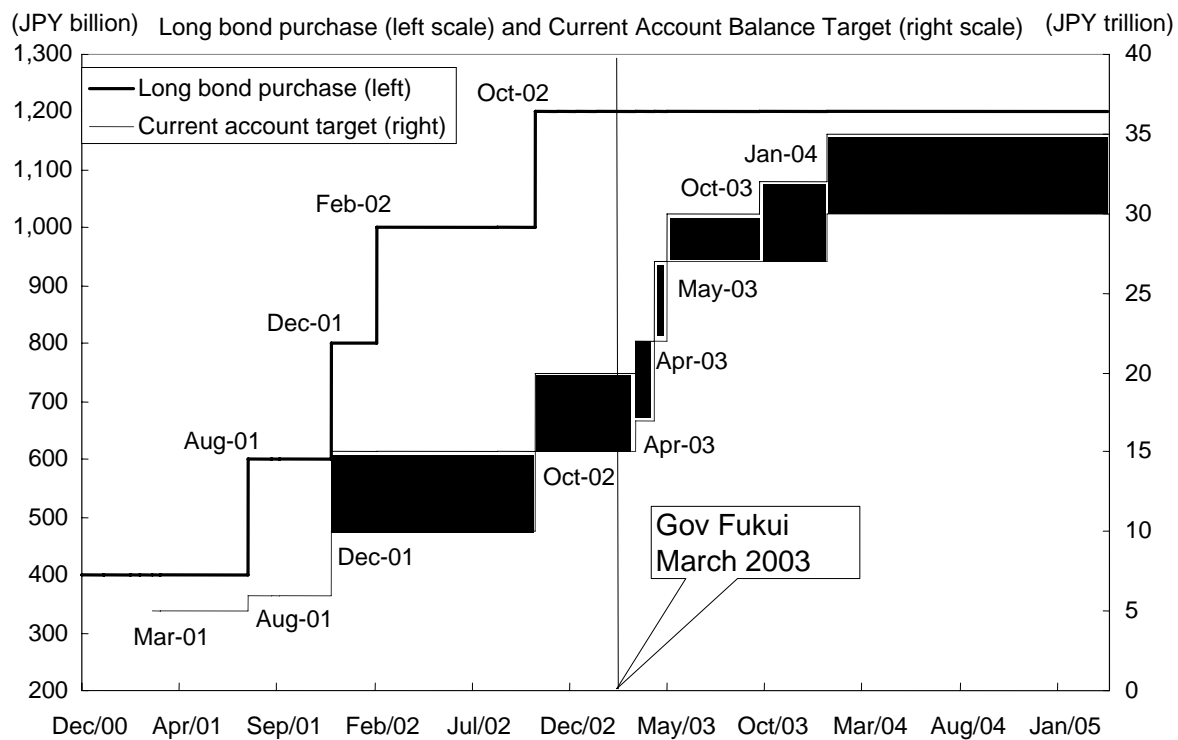 (JPY billion) Long bond purchase (left scale) and Current Account Balance Target (right scale) (JPY trillion)
1,300
1,200
1,100
1,000
900
800
700
600
500
400
300
200
Long bond purchase (left)
Current account target (right)
Oct-02
Feb-02
Dec-01
Aug-01
Mar-01
Aug-01
Dec-01
Oct-02
Apr-03
Apr-03
May-03
Oct-03
Jan-04
Gov Fukui
March 2003
40
35
30
25
20
15
10
5
0
Dec/00 Apr/01 Sep/01 Feb/02 Jul/02 Dec/02 May/03 Oct/03 Mar/04 Aug/04 Jan/05